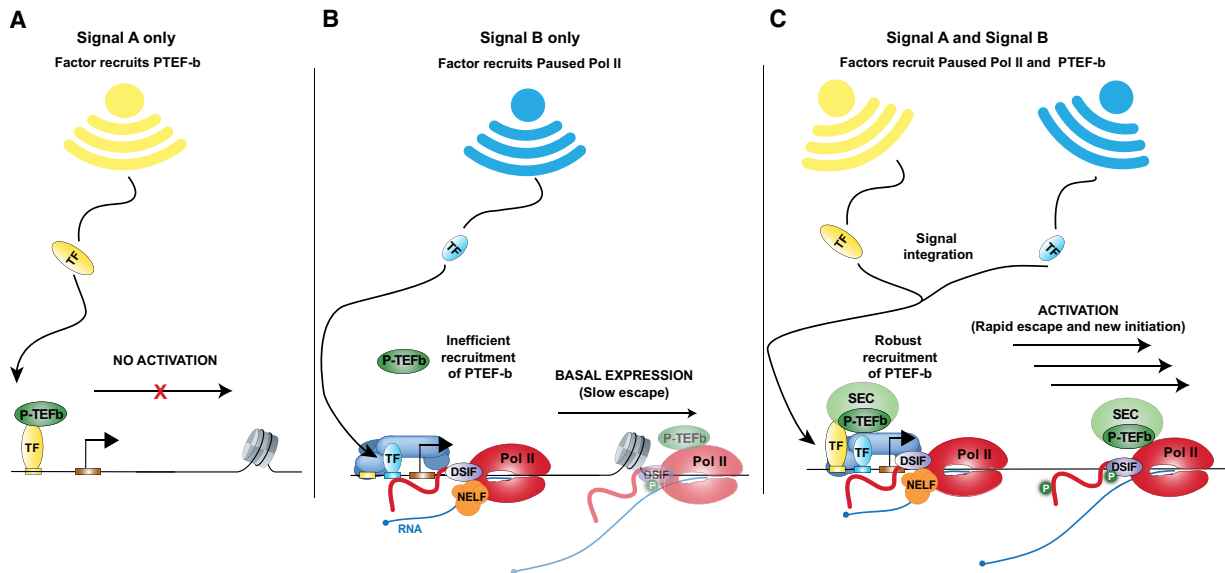 A
Signal A only
Factor recruits PTEF-b
TF
NO ACTIVATION
X
P-TEFb
TF
B
Signal B only
Factor recruits Paused Pol II
TF
P-TEFb
Inefficient
recruitment
of PTEF-b
BASAL EXPRESSION
(Slow escape)
TF
DSIF
Pol II
NELF
RNA
P-TEFb
Pol II
DSIF
P
C
Signal A and Signal B
Factors recruit Paused Pol II and PTEF-b
TF
TF
Signal
integration
ACTIVATION
(Rapid escape and new initiation)
Robust
recruitment
of PTEF-b
SEC
P-TEFb
TF
TF
DSIF
Pol II
NELF
SEC
P-TEFb
DSIF
Pol II
P
P